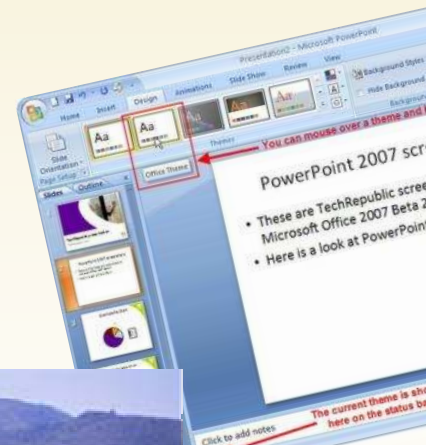 Presentation2 - Microsoft PowerPoint
Home Insert Design Animations Slide Show Review View
Aa Aa Aa Aa
Background Styles
Hide Background
Slide
Orientation
Page Setup
Themes
Office Theme
You can mouse over a theme and
Slides Outline
PowerPoint 2007 scre
• These are TechRepublic scree
Microsoft Office 2007 Beta 2
• Here is a look at PowerPoin
The current theme is sho
here on the status ba
Click to add notes